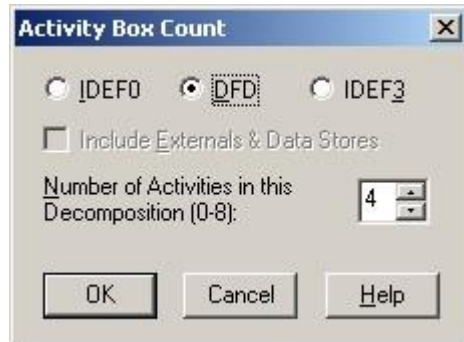 Activity Box Count
IDEF0 DFD IDEF3
Include Externals & Data Stores
Number of Activities in this
Decomposition (0-8):
4
OK Cancel Help